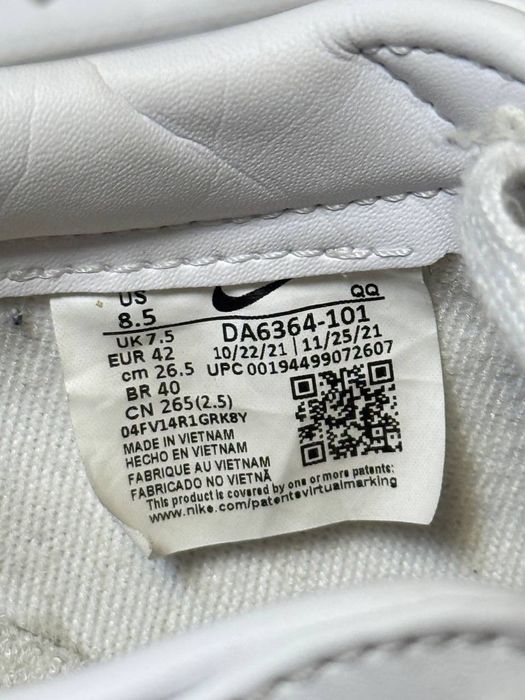 US
8.5
QQ
UK 7.5
DA6364-101
EUR 42
10/22/21 | 11/25/21
cm 26.5
UPC 00194499072607
BR 40
CN 265(2.5)
04FV14R1GRK8Y
MADE IN VIETNAM
HECHO EN VIETNAM
FABRIQUE AU VIETNAM
FABRICADO NO VIETNÃ
This product is covered by one or more patents:
www.nike.com/patentsvirtualmarking